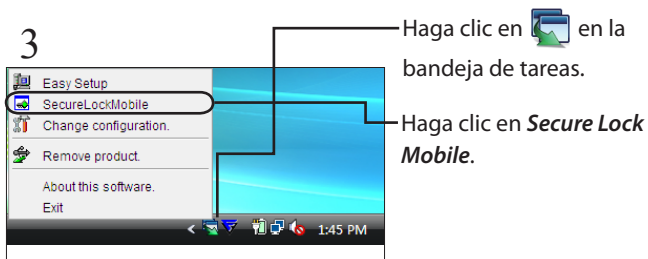 3
Haga clic en en la
bandeja de tareas.
Haga clic en Secure Lock
Mobile.
Easy Setup
SecureLockMobile
Change configuration.
Remove product.
About this software.
Exit
< 1:45 PM